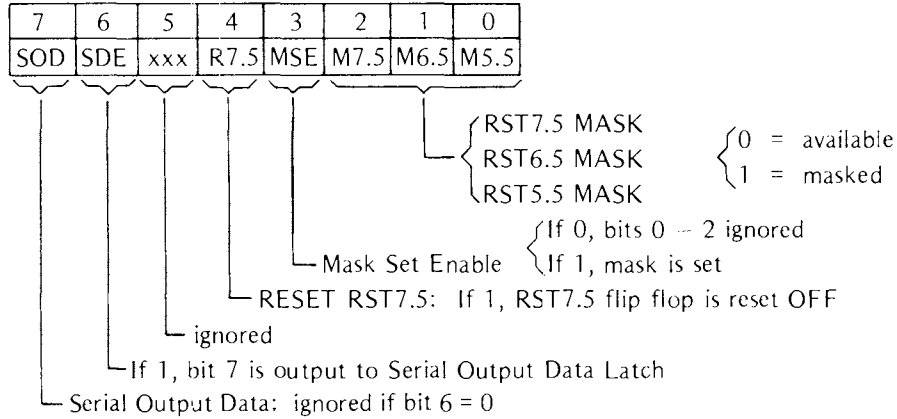 7 6 5 4 3 2 1 0
SOD SDE xxx R7.5 MSE M7.5 M6.5 M5.5
RST7.5 MASK
RST6.5 MASK
RST5.5 MASK
0 = available
1 = masked
Mask Set Enable
If 0, bits 0 - 2 ignored
If 1, mask is set
RESET RST7.5: If 1, RST7.5 flip flop is reset OFF
ignored
If 1, bit 7 is output to Serial Output Data Latch
Serial Output Data: ignored if bit 6 = 0